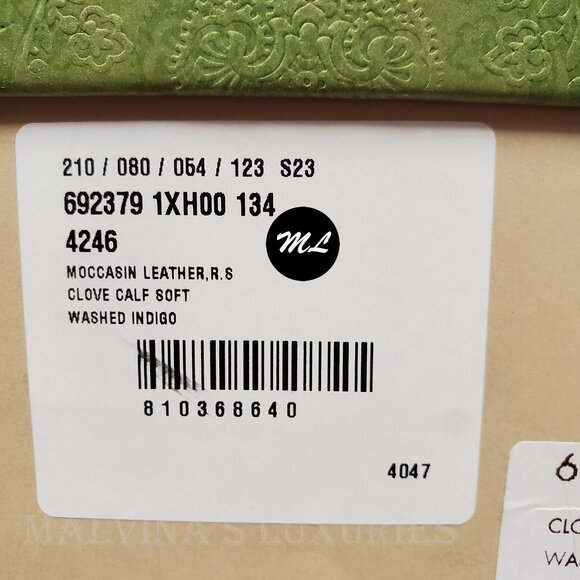 210 / 080 / 054 / 123 S23
692379 1XH00 134
4246
ML
MOCCASIN LEATHER,R.S
CLOVE CALF SOFT
WASHED INDIGO
810368640
4047
6
CLO
WA
MALVINA'S LUXURIES